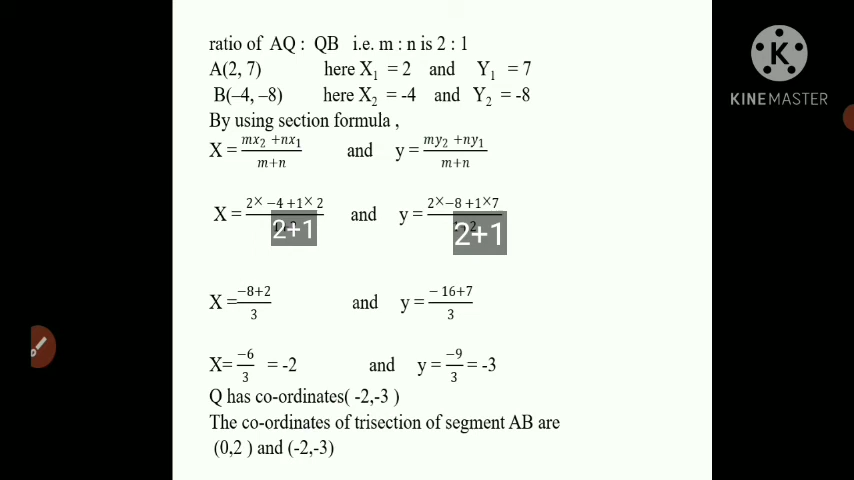 ratio of AQ : QB i.e. m : n is 2 : 1
A(2, 7) here X₁ = 2 and Y₁ = 7
B(–4, –8) here X₂ = -4 and Y₂ = -8
By using section formula ,
X = (mx₂ +nx₁)/(m+n) and y = (my₂ +ny₁)/(m+n)
X = (2× −4 +1× 2)/(2+1) and y = (2×−8 +1×7)/(2+1)
X = (−8+2)/3 and y = (− 16+7)/3
X= −6/3 = -2 and y = −9/3 = -3
Q has co-ordinates( -2,-3 )
The co-ordinates of trisection of segment AB are
(0,2 ) and (-2,-3)
K
KINEMASTER